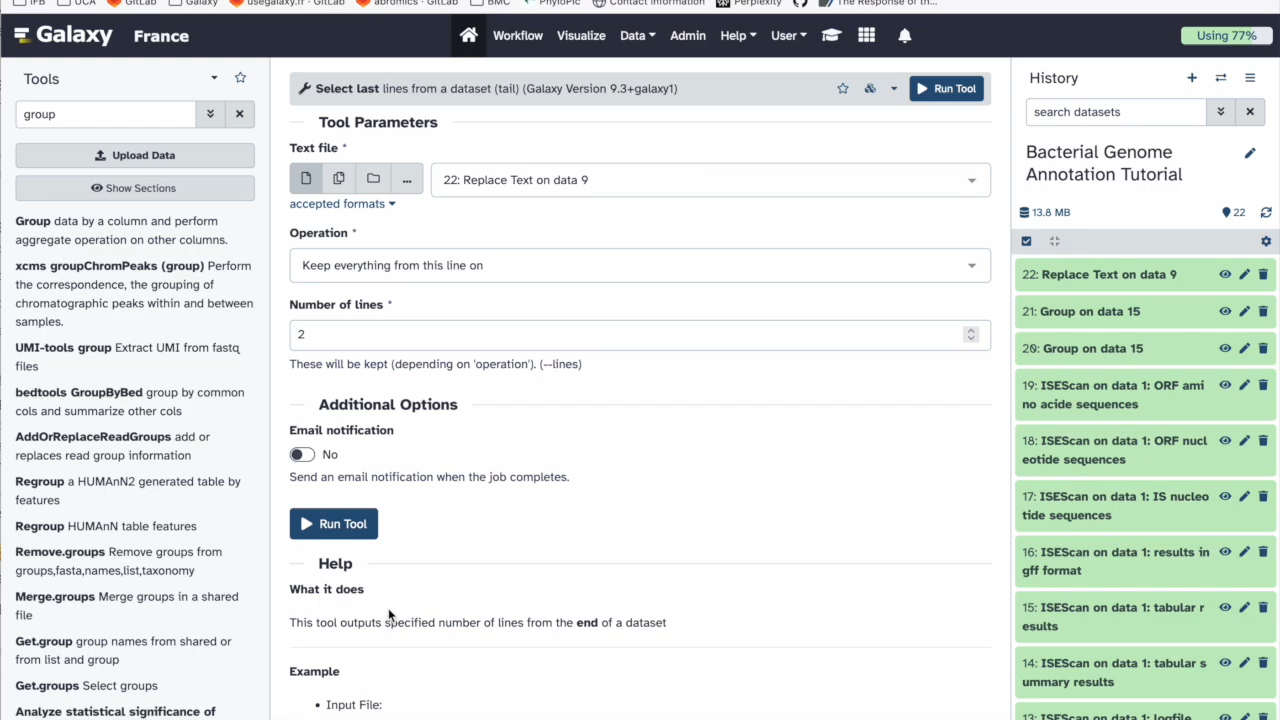 IFB
UCA
GitLab
Galaxy
usegalaxy.fr · GitLab
abromics · GitLab
BMC
PhyloPic
Contact information
Perplexity
The Response of th...
Galaxy France
Workflow Visualize Data Admin Help User
Using 77%
Tools
group
Upload Data
Show Sections
Group data by a column and perform
aggregate operation on other columns.
xcms groupChromPeaks (group) Perform
the correspondence, the grouping of
chromatographic peaks within and between
samples.
UMI-tools group Extract UMI from fastq
files
bedtools GroupByBed group by common
cols and summarize other cols
AddOrReplaceReadGroups add or
replaces read group information
Regroup a HUMAnN2 generated table by
features
Regroup HUMAnN table features
Remove.groups Remove groups from
groups,fasta,names,list,taxonomy
Merge.groups Merge groups in a shared
file
Get.group group names from shared or
from list and group
Get.groups Select groups
Analyze statistical significance of
Select last lines from a dataset (tail) (Galaxy Version 9.3+galaxy1)
Run Tool
Tool Parameters
Text file *
22: Replace Text on data 9
accepted formats
Operation *
Keep everything from this line on
Number of lines *
2
These will be kept (depending on 'operation'). (--lines)
Additional Options
Email notification
No
Send an email notification when the job completes.
Run Tool
Help
What it does
This tool outputs specified number of lines from the end of a dataset
Example
• Input File:
History
search datasets
Bacterial Genome
Annotation Tutorial
13.8 MB
22
22: Replace Text on data 9
21: Group on data 15
20: Group on data 15
19: ISEScan on data 1: ORF ami
no acide sequences
18: ISEScan on data 1: ORF nucl
eotide sequences
17: ISEScan on data 1: IS nucleo
tide sequences
16: ISEScan on data 1: results in
gff format
15: ISEScan on data 1: tabular r
esults
14: ISEScan on data 1: tabular s
ummary results
13: ISEScan on data 1: logfile